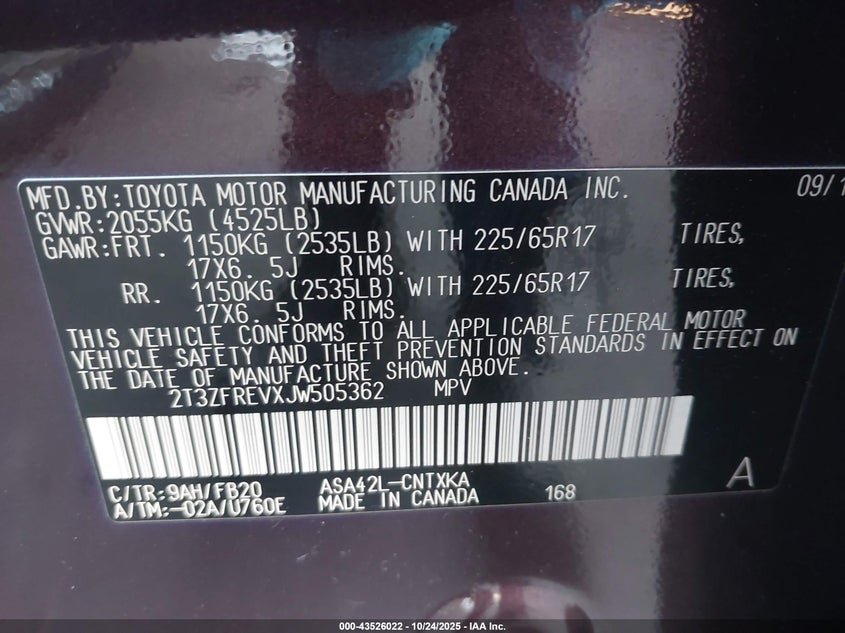 MFD.BY:TOYOTA MOTOR MANUFACTURING CANADA INC. 09/1
GVWR:2055KG (4525LB)
GAWR:FRT. 1150KG (2535LB) WITH 225/65R17 TIRES,
17X6. 5J RIMS.
RR. 1150KG (2535LB) WITH 225/65R17 TIRES,
17X6. 5J RIMS.
THIS VEHICLE CONFORMS TO ALL APPLICABLE FEDERAL MOTOR
VEHICLE SAFETY AND THEFT PREVENTION STANDARDS IN EFFECT ON
THE DATE OF MANUFACTURE SHOWN ABOVE.
2T3ZFREVXJW505362 MPV
C/TR:9AH/FB20 ASA42L-CNTXKA 168 A
A/TM:-02A/U760E MADE IN CANADA
000-43526022 - 10/24/2025 - IAA Inc.